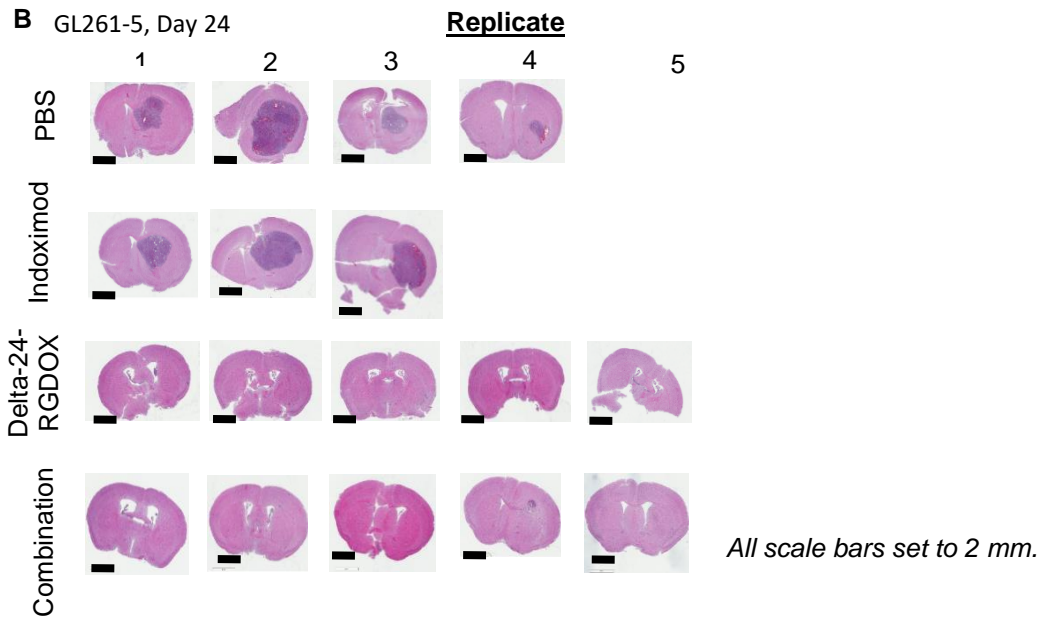 B GL261-5, Day 24
Replicate
1 2 3 4 5
PBS
Indoximod
Delta-24-
RGDOX
Combination
All scale bars set to 2 mm.